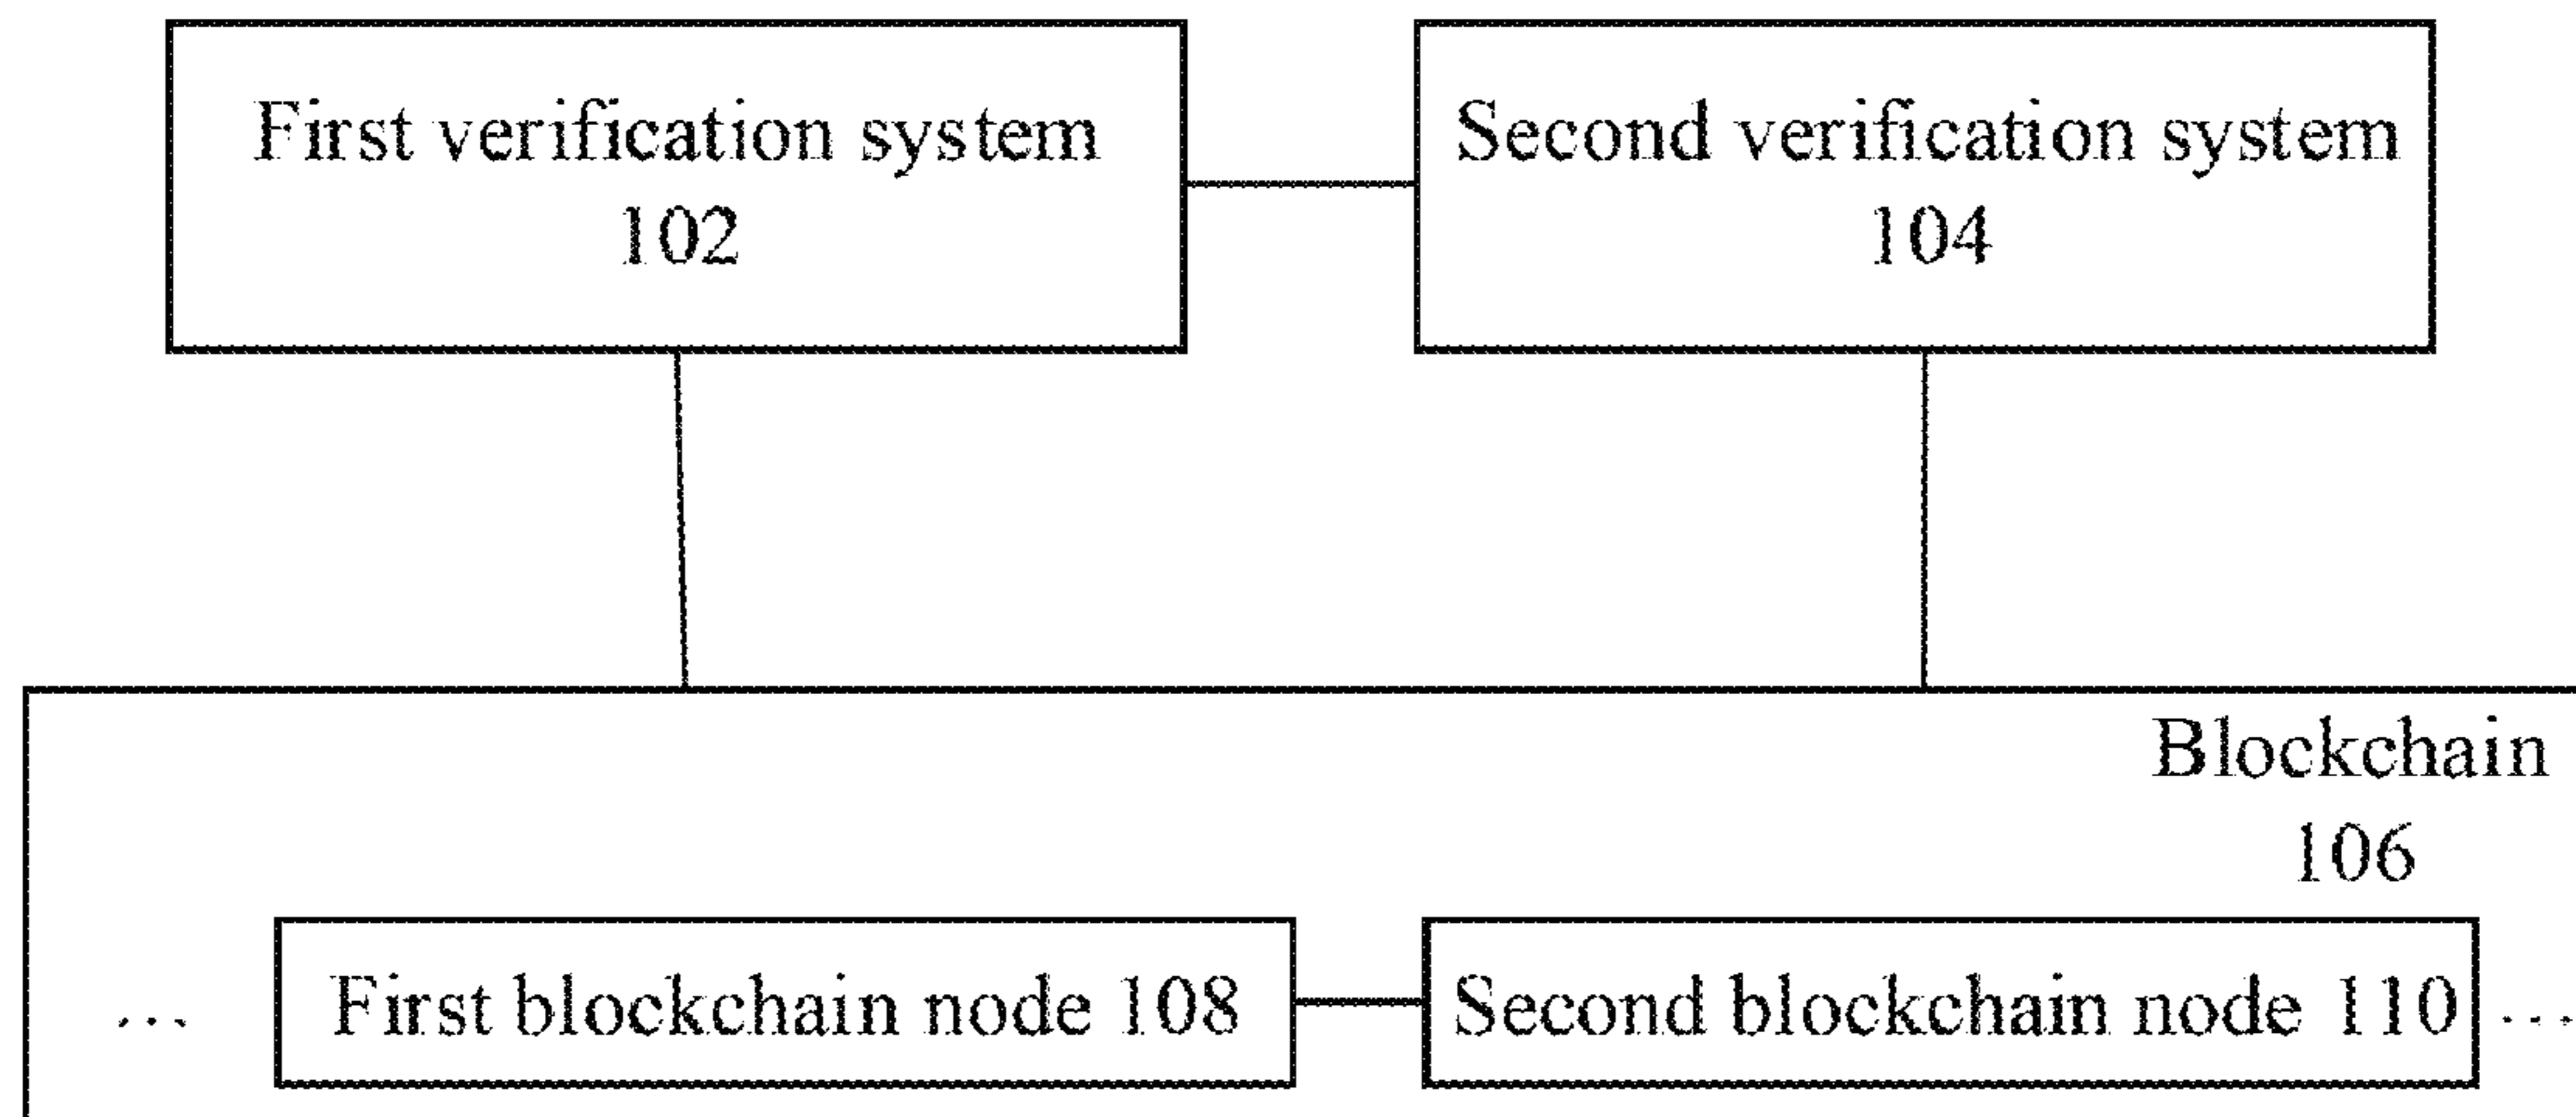 First verification system
102
Second verification system
104
Blockchain
106
... First blockchain node 108 Second blockchain node 110 ...